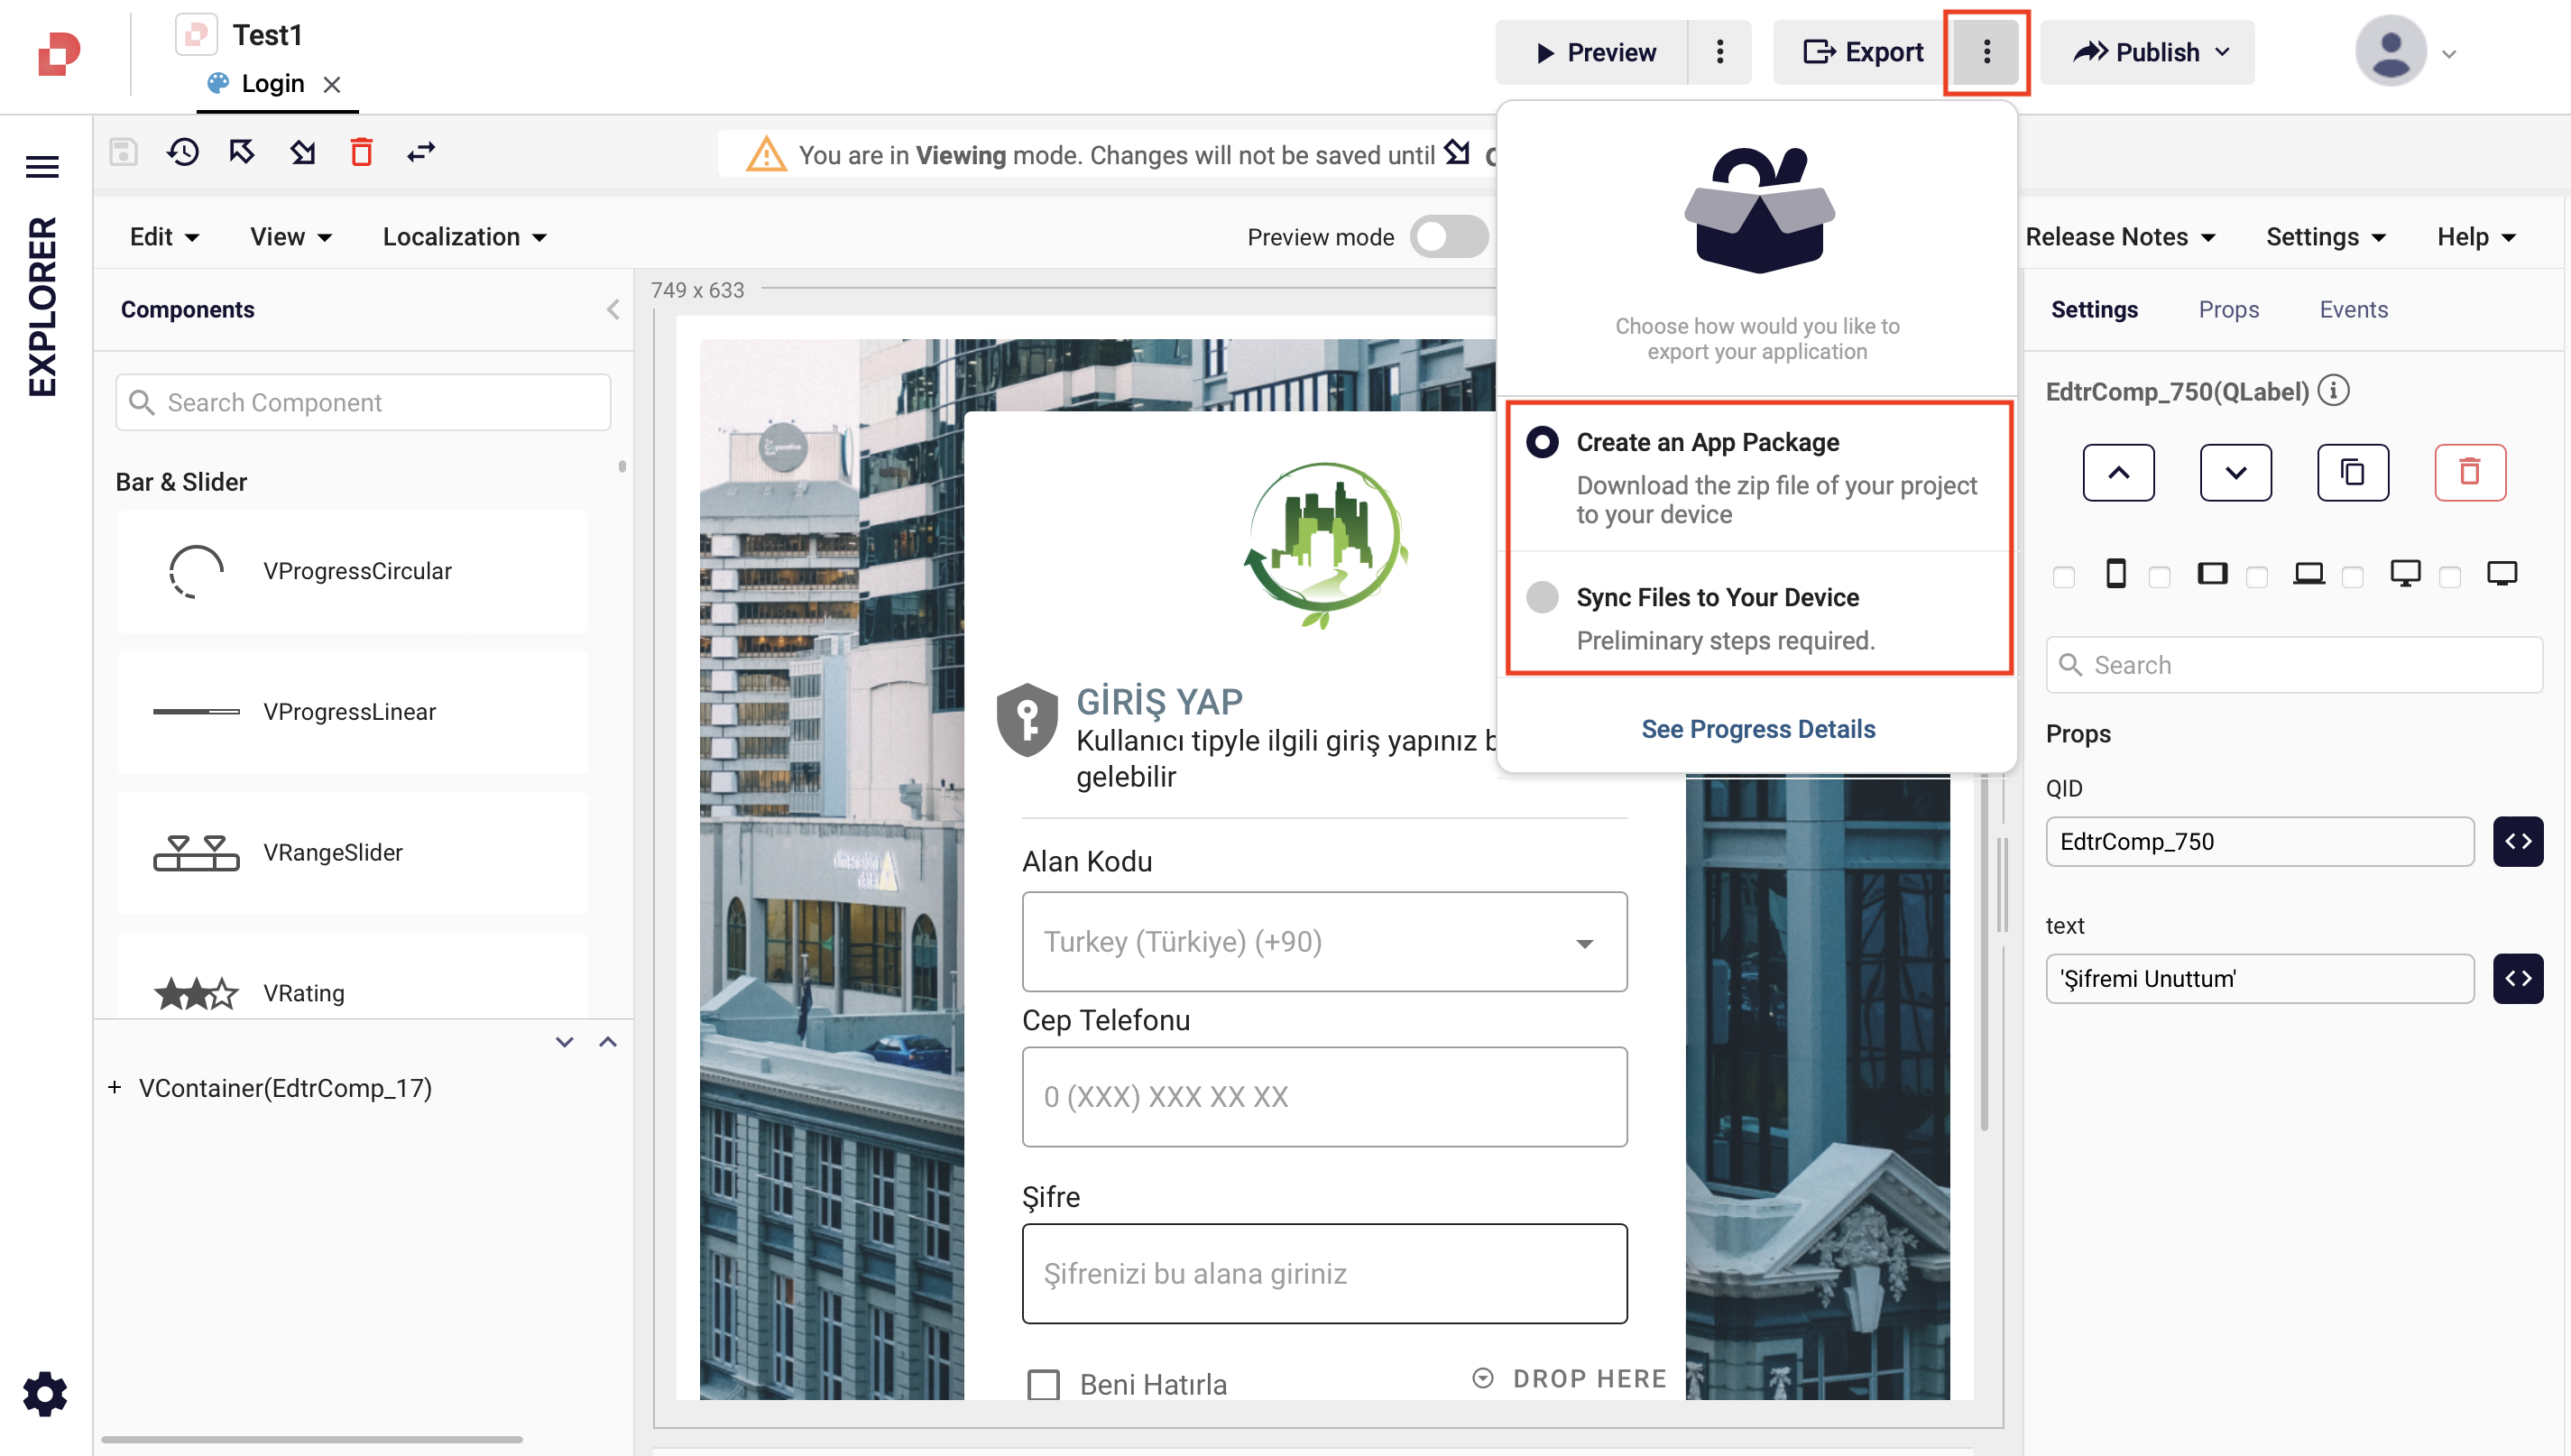 Test1
Preview
Export
Publish
Login
You are in Viewing mode. Changes will not be saved until
Edit
View
Localization
Preview mode
Release Notes
Settings
Help
EXPLORER
Components
Search Component
Bar & Slider
VProgressCircular
VProgressLinear
VRangeSlider
VRating
+ VContainer(EdtrComp_17)
749 x 633
GİRİŞ YAP
Kullanıcı tipyle ilgili giriş yapınız b
gelebilir
Alan Kodu
Turkey (Türkiye) (+90)
Cep Telefonu
0 (XXX) XXX XX XX
Şifre
Şifrenizi bu alana giriniz
Beni Hatırla
DROP HERE
Choose how would you like to
export your application
Create an App Package
Download the zip file of your project
to your device
Sync Files to Your Device
Preliminary steps required.
See Progress Details
Settings
Props
Events
EdtrComp_750(QLabel)
Search
Props
QID
EdtrComp_750
text
'Şifremi Unuttum'